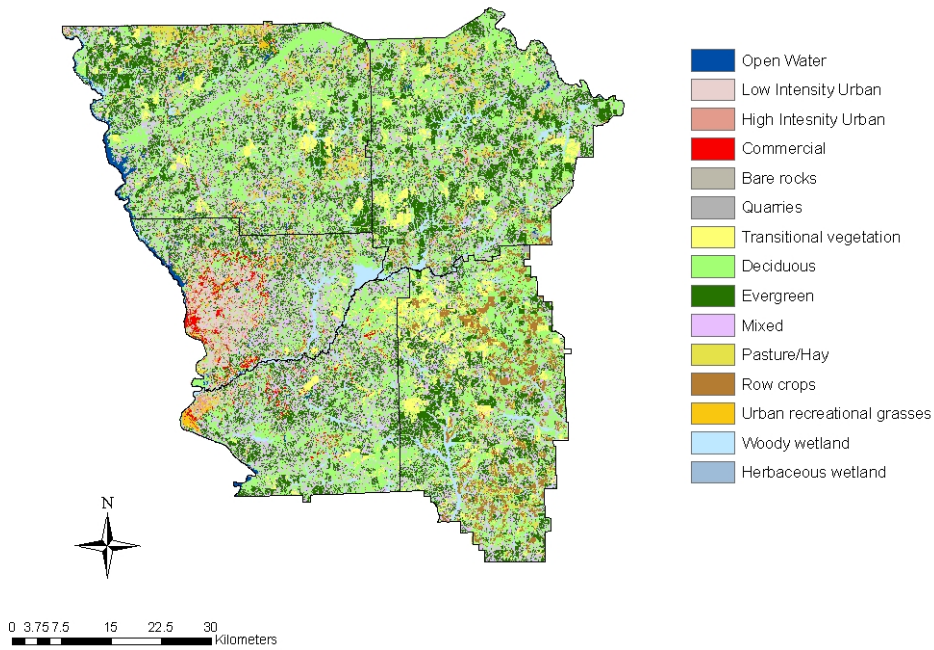 Open Water
Low Intensity Urban
High Intesnity Urban
Commercial
Bare rocks
Quarries
Transitional vegetation
Deciduous
Evergreen
Mixed
Pasture/Hay
Row crops
Urban recreational grasses
Woody wetland
Herbaceous wetland
N
0 3.75 7.5 15 22.5 30
Kilometers